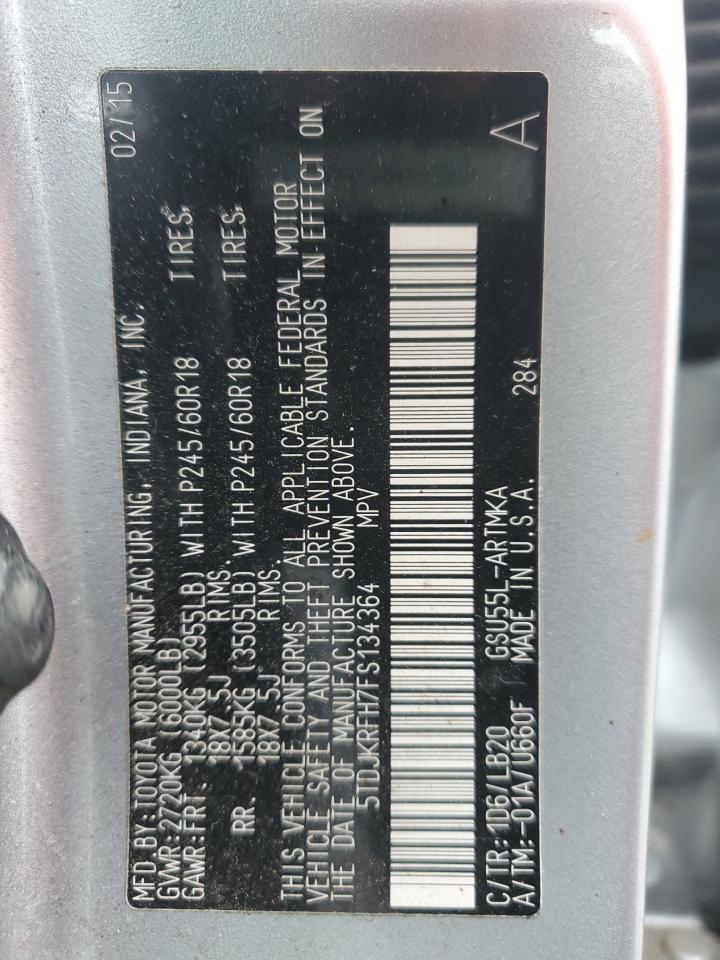 MFD.BY:TOYOTA MOTOR MANUFACTURING, INDIANA, INC. 02/15
GVWR:2720KG (6000LB)
GAWR:FRT. 1340KG (2955LB) WITH P245/60R18 TIRES,
18X7.5J RIMS.
RR. 1585KG (3505LB) WITH P245/60R18 TIRES,
18X7.5J RIMS.
THIS VEHICLE CONFORMS TO ALL APPLICABLE FEDERAL MOTOR
VEHICLE SAFETY AND THEFT PREVENTION STANDARDS IN EFFECT ON
THE DATE OF MANUFACTURE SHOWN ABOVE.
5TDJKRFH7FS134364 MPV
C/TR:1D6/LB20 GSU55L-ARTMKA
A/TM:-01A/U660F MADE IN U.S.A. 284 A